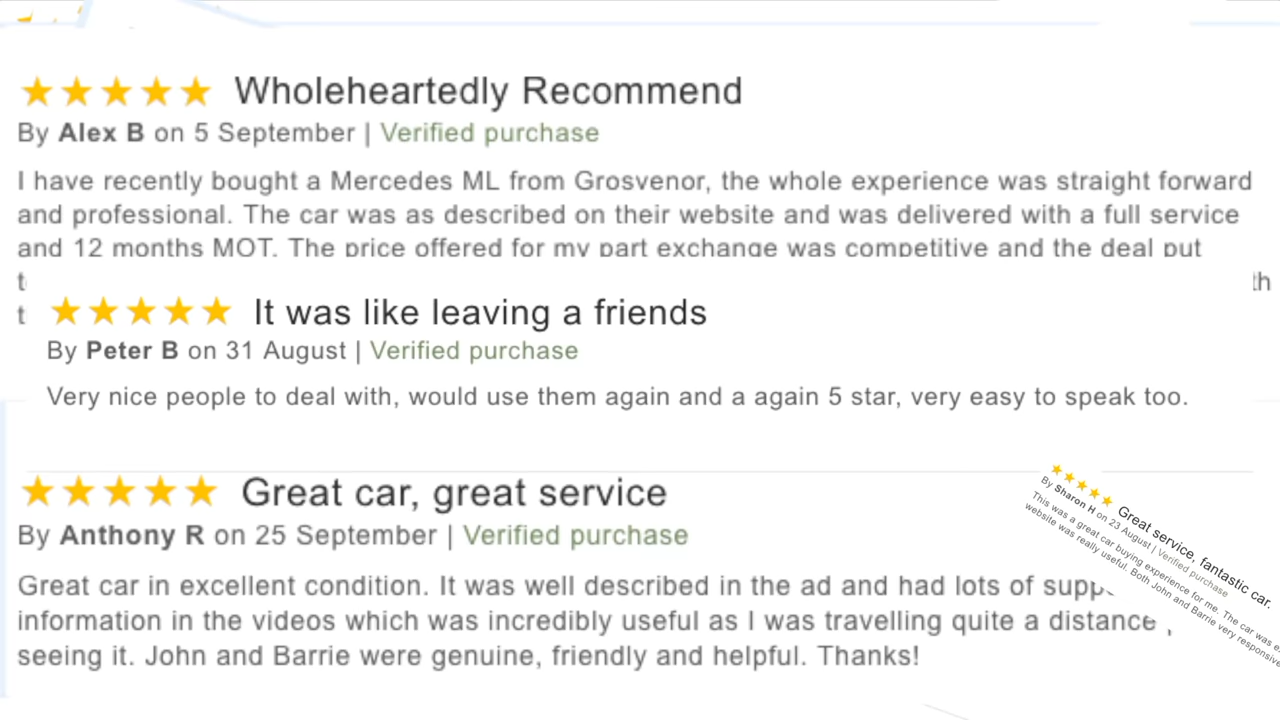 Wholeheartedly Recommend
By Alex B on 5 September | Verified purchase
I have recently bought a Mercedes ML from Grosvenor, the whole experience was straight forward
and professional. The car was as described on their website and was delivered with a full service
and 12 months MOT. The price offered for my part exchange was competitive and the deal put
It was like leaving a friends
By Peter B on 31 August | Verified purchase
Very nice people to deal with, would use them again and a again 5 star, very easy to speak too.
Great car, great service
By Anthony R on 25 September | Verified purchase
Great car in excellent condition. It was well described in the ad and had lots of
information in the videos which was incredibly useful as I was travelling quite a distance
seeing it. John and Barrie were genuine, friendly and helpful. Thanks!
Great service, fantastic car.
By Sharon H on 23 August | Verified purchase
This was a great car buying experience for me. The car was
website was really useful. Both John and Barrie very responsive